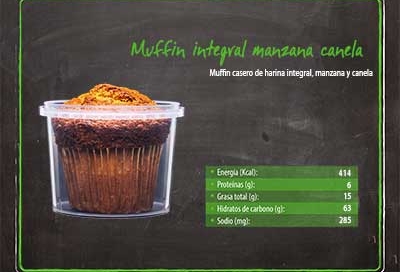 Muffin integral manzana canela
Muffin casero de harina integral, manzana y canela
• Energía (Kcal): 414
• Proteinas (g): 6
• Grasa total (g): 15
• Hidratos de carbono (g): 63
• Sodio (mg): 285